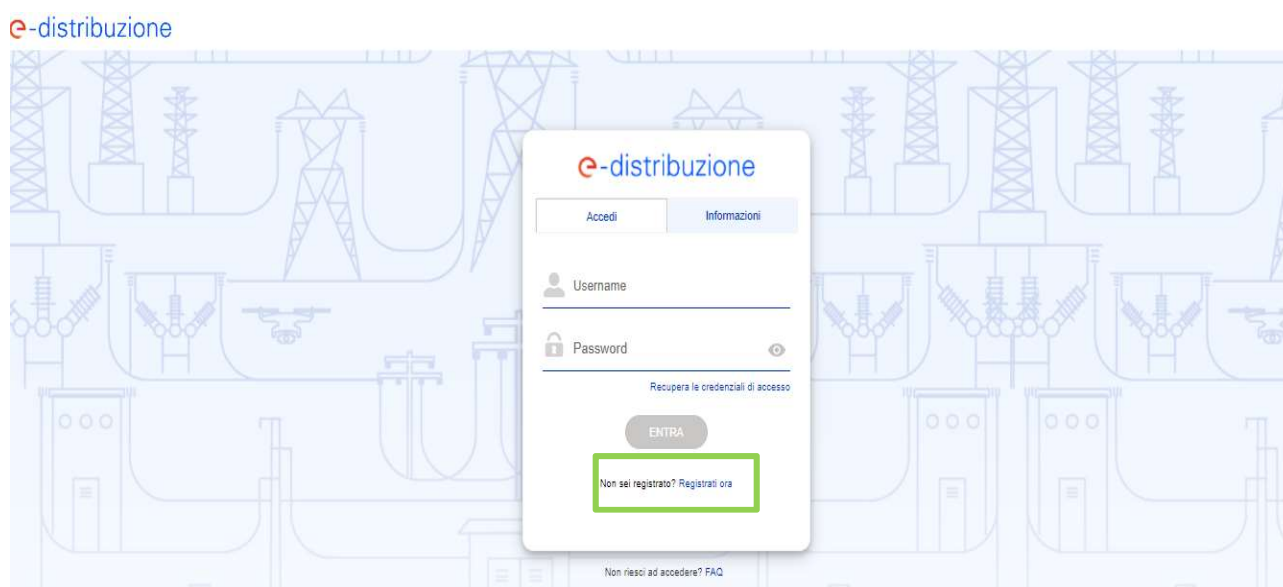 e-distribuzione
e-distribuzione
Accedi
Informazioni
Username
Password
Recupera le credenziali di accesso
ENTRA
Non sei registrato? Registrati ora
Non riesci ad accedere? FAQ